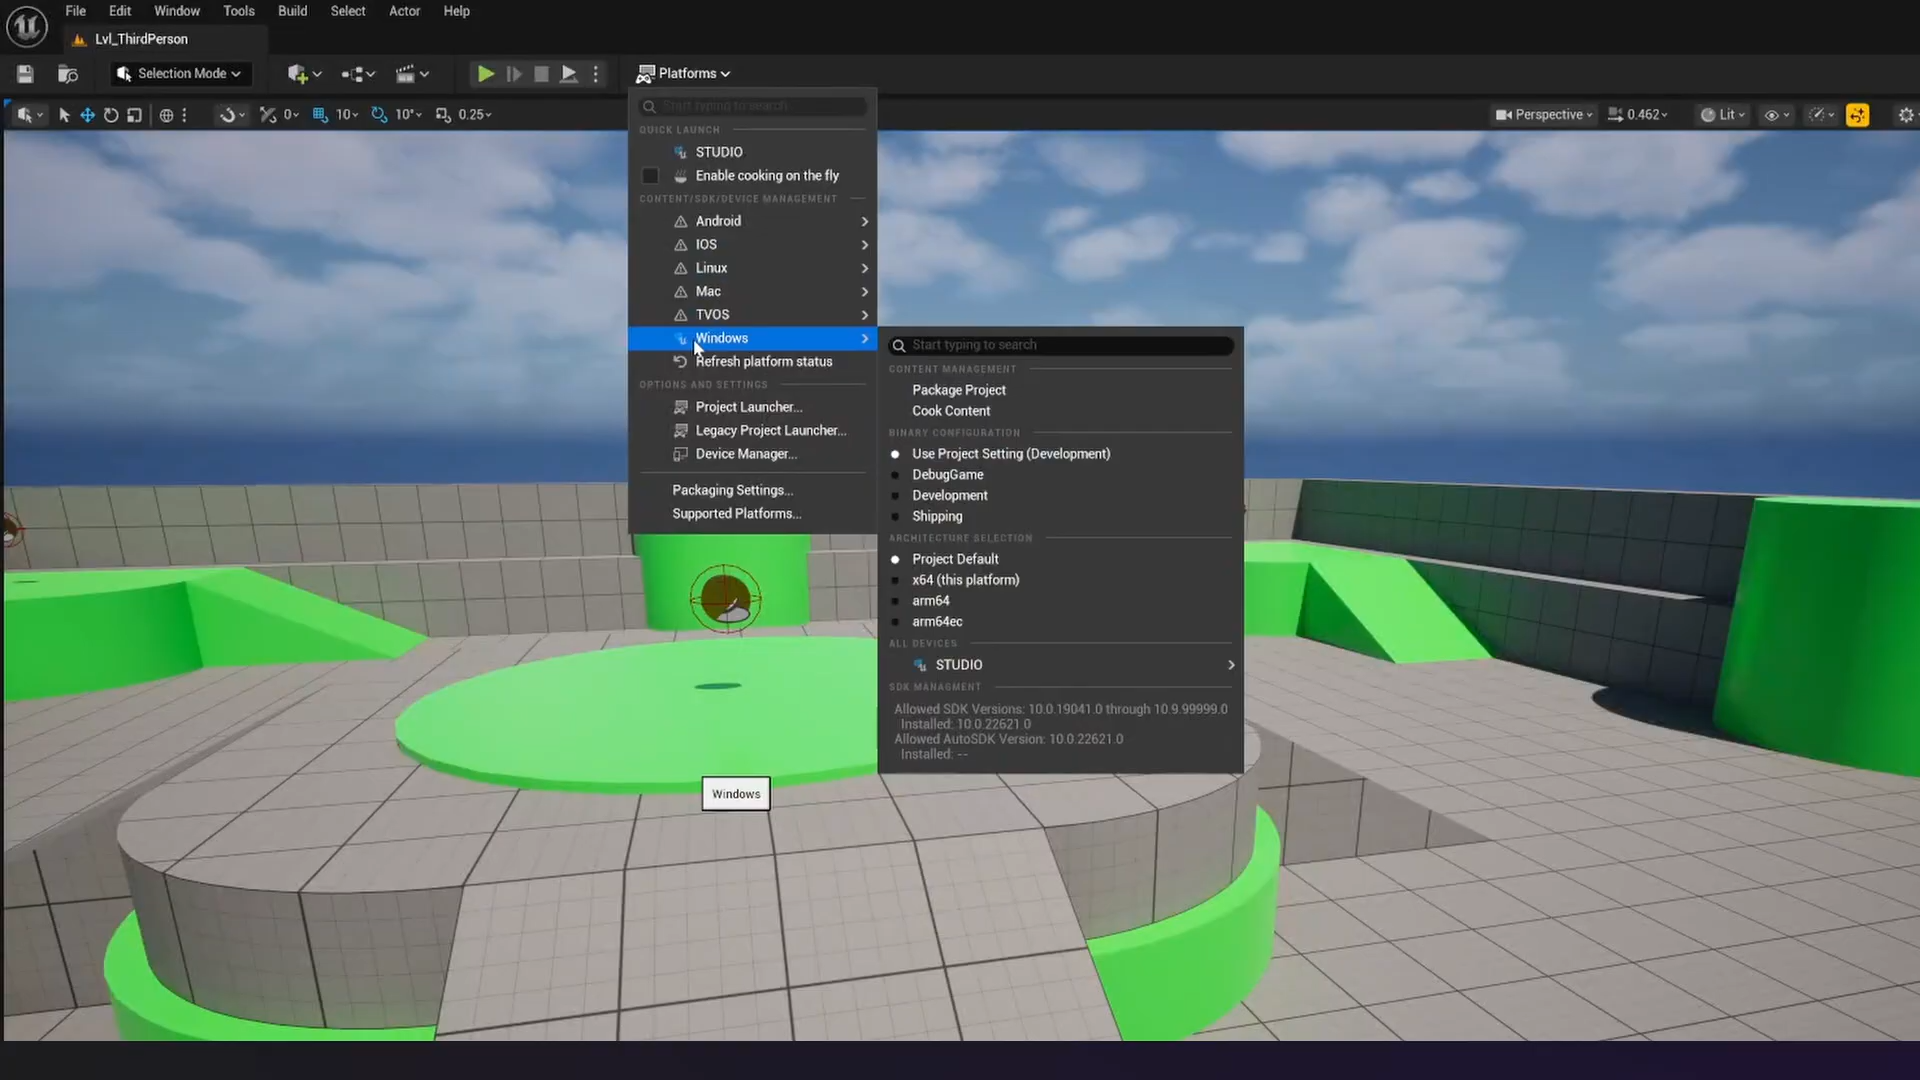 File Edit Window Tools Build Select Actor Help
Lvl_ThirdPerson
Selection Mode
Platforms
0 10 10° 0.25
Perspective 0.462 Lit
Start typing to search
QUICK LAUNCH
STUDIO
Enable cooking on the fly
CONTENT/SDK/DEVICE MANAGEMENT
Android
IOS
Linux
Mac
TVOS
Windows
Refresh platform status
OPTIONS AND SETTINGS
Project Launcher...
Legacy Project Launcher...
Device Manager...
Packaging Settings...
Supported Platforms...
Start typing to search
CONTENT MANAGEMENT
Package Project
Cook Content
BINARY CONFIGURATION
Use Project Setting (Development)
DebugGame
Development
Shipping
ARCHITECTURE SELECTION
Project Default
x64 (this platform)
arm64
arm64ec
ALL DEVICES
STUDIO
SDK MANAGMENT
Allowed SDK Versions: 10.0.19041.0 through 10.9.99999.0
Installed: 10.0.22621.0
Allowed AutoSDK Version: 10.0.22621.0
Installed: --
Windows